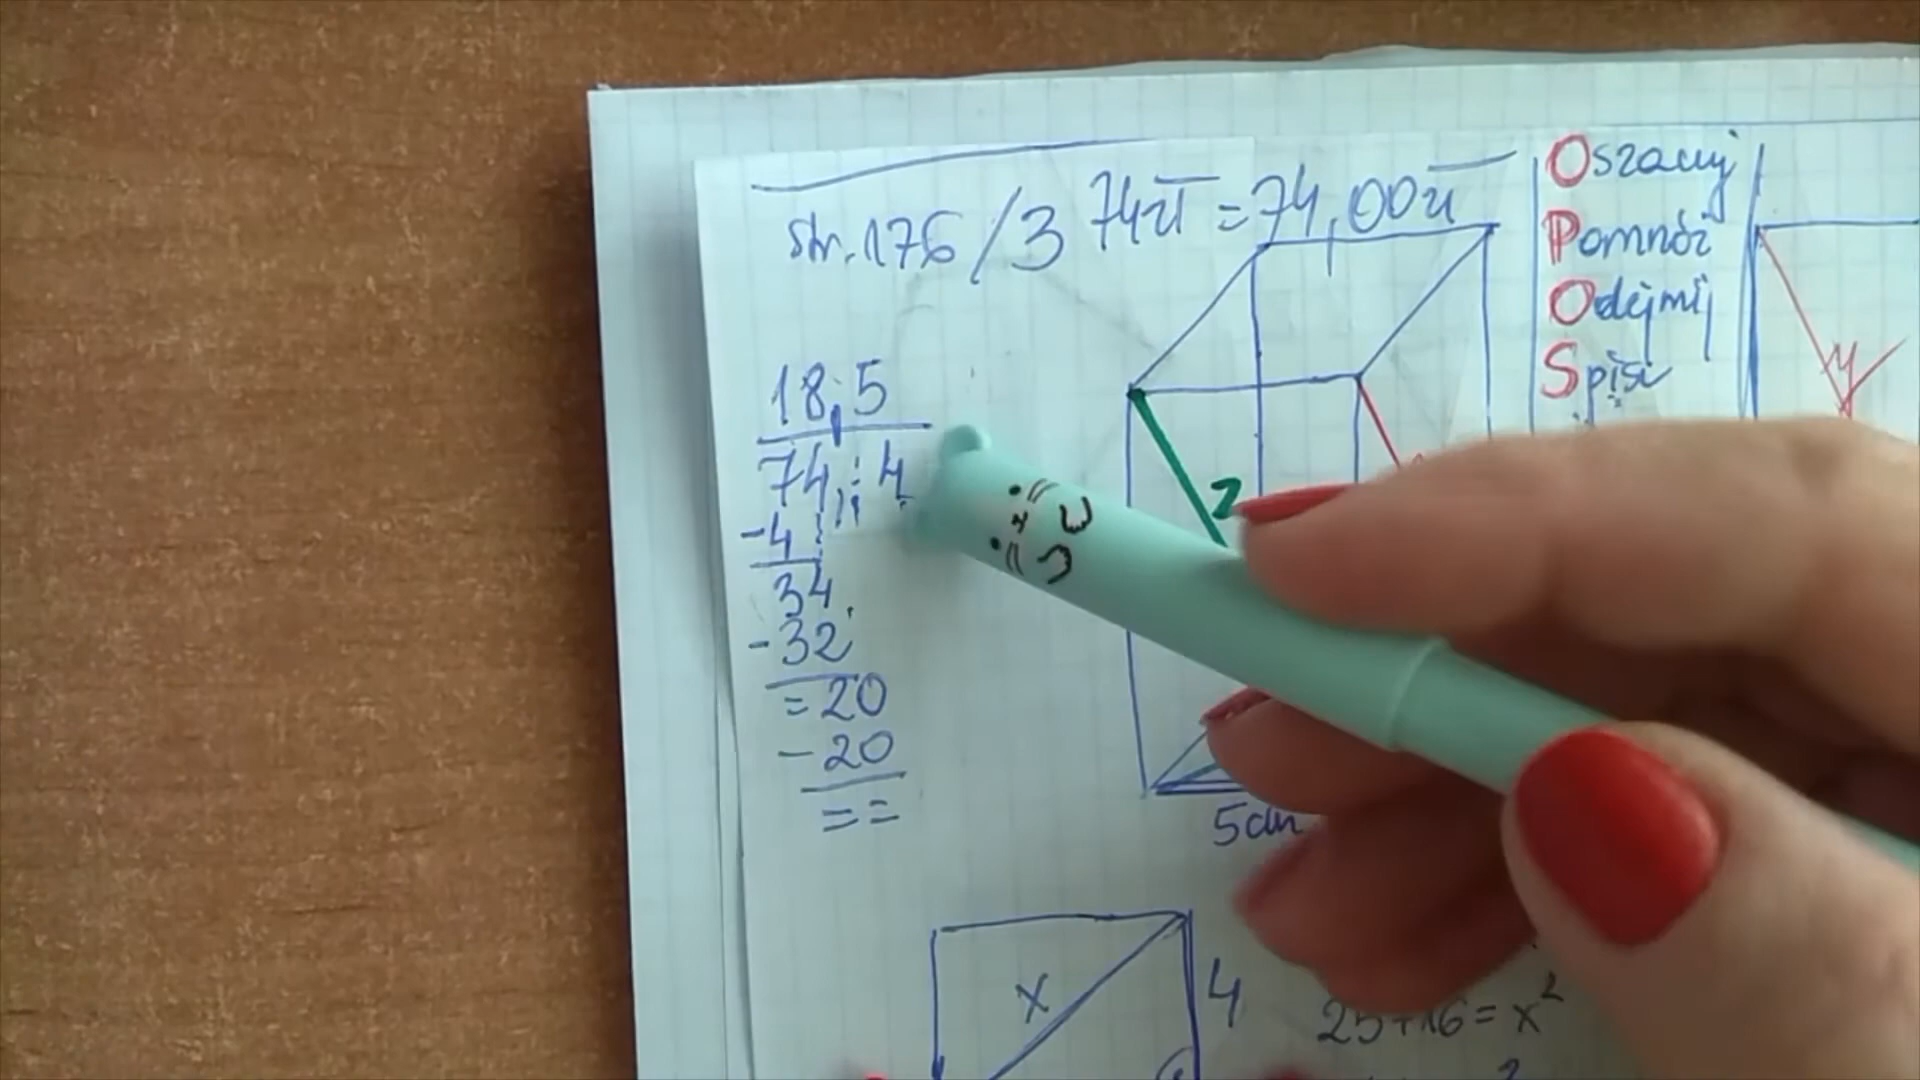 str. 176/3 74zł = 74,00zł
Oszacuj
Pomnóż
Odejmij
Spisz
18,5
74,:4
-4
34
-32
=20
-20
==
y
z
5cm
x
4
25+16=x²